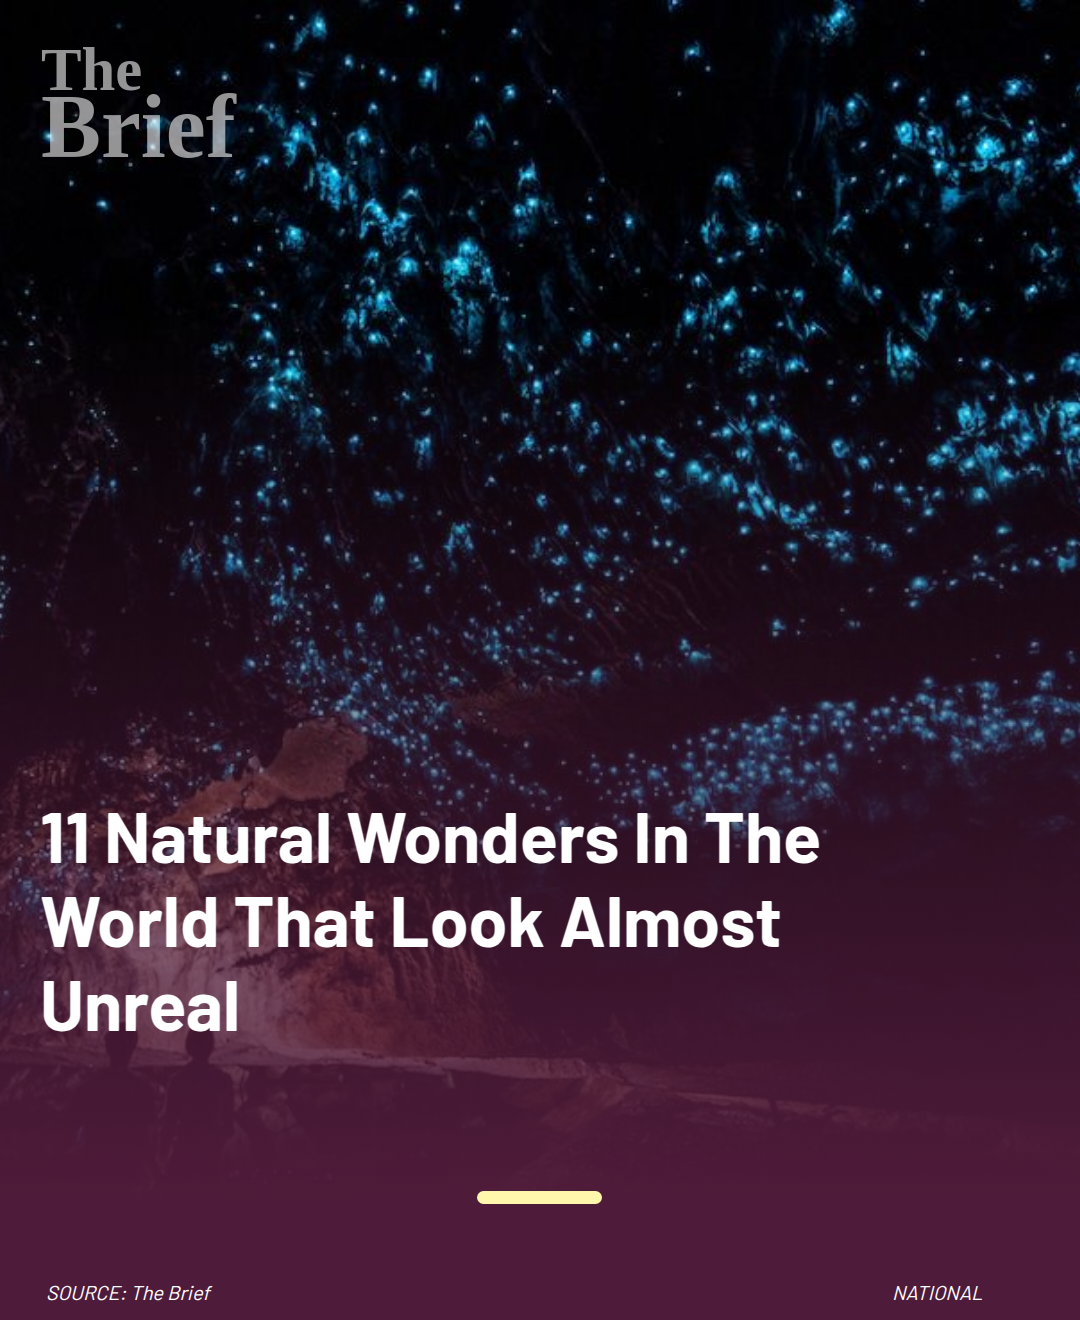 The
Brief
11 Natural Wonders In The
World That Look Almost
Unreal
SOURCE: The Brief
NATIONAL